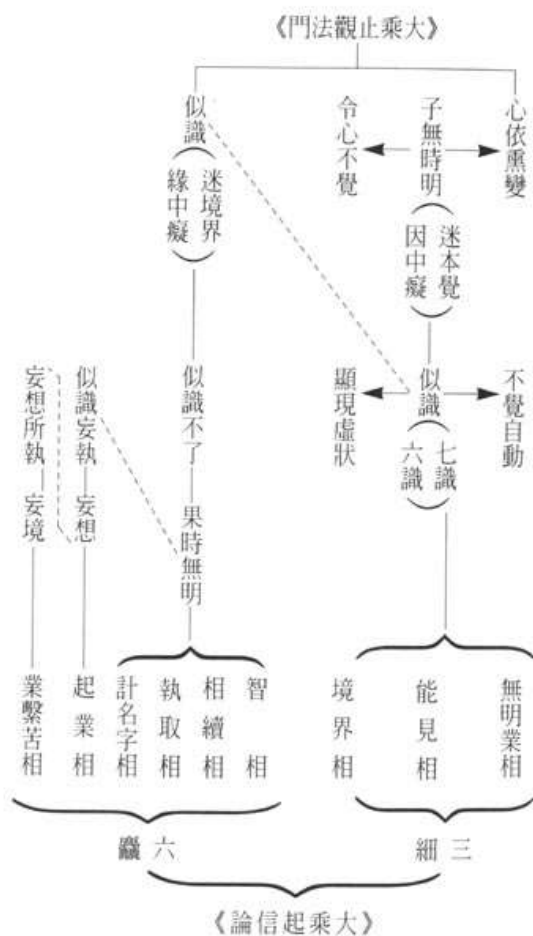 《大乘止觀法門》
心依熏變
子無時明
令心不覺
似識
（迷本覺
因中癡）
（迷境界
緣中癡）
不覺自動
似識
顯現虛狀
（七識
六識）
似識不了
果時無明
似識妄執
妄想
妄想所執
妄境
無明業相
能見相
境界相
智相
相續相
執取相
計名字相
起業相
業繫苦相
三細
六麤
《大乘起信論》